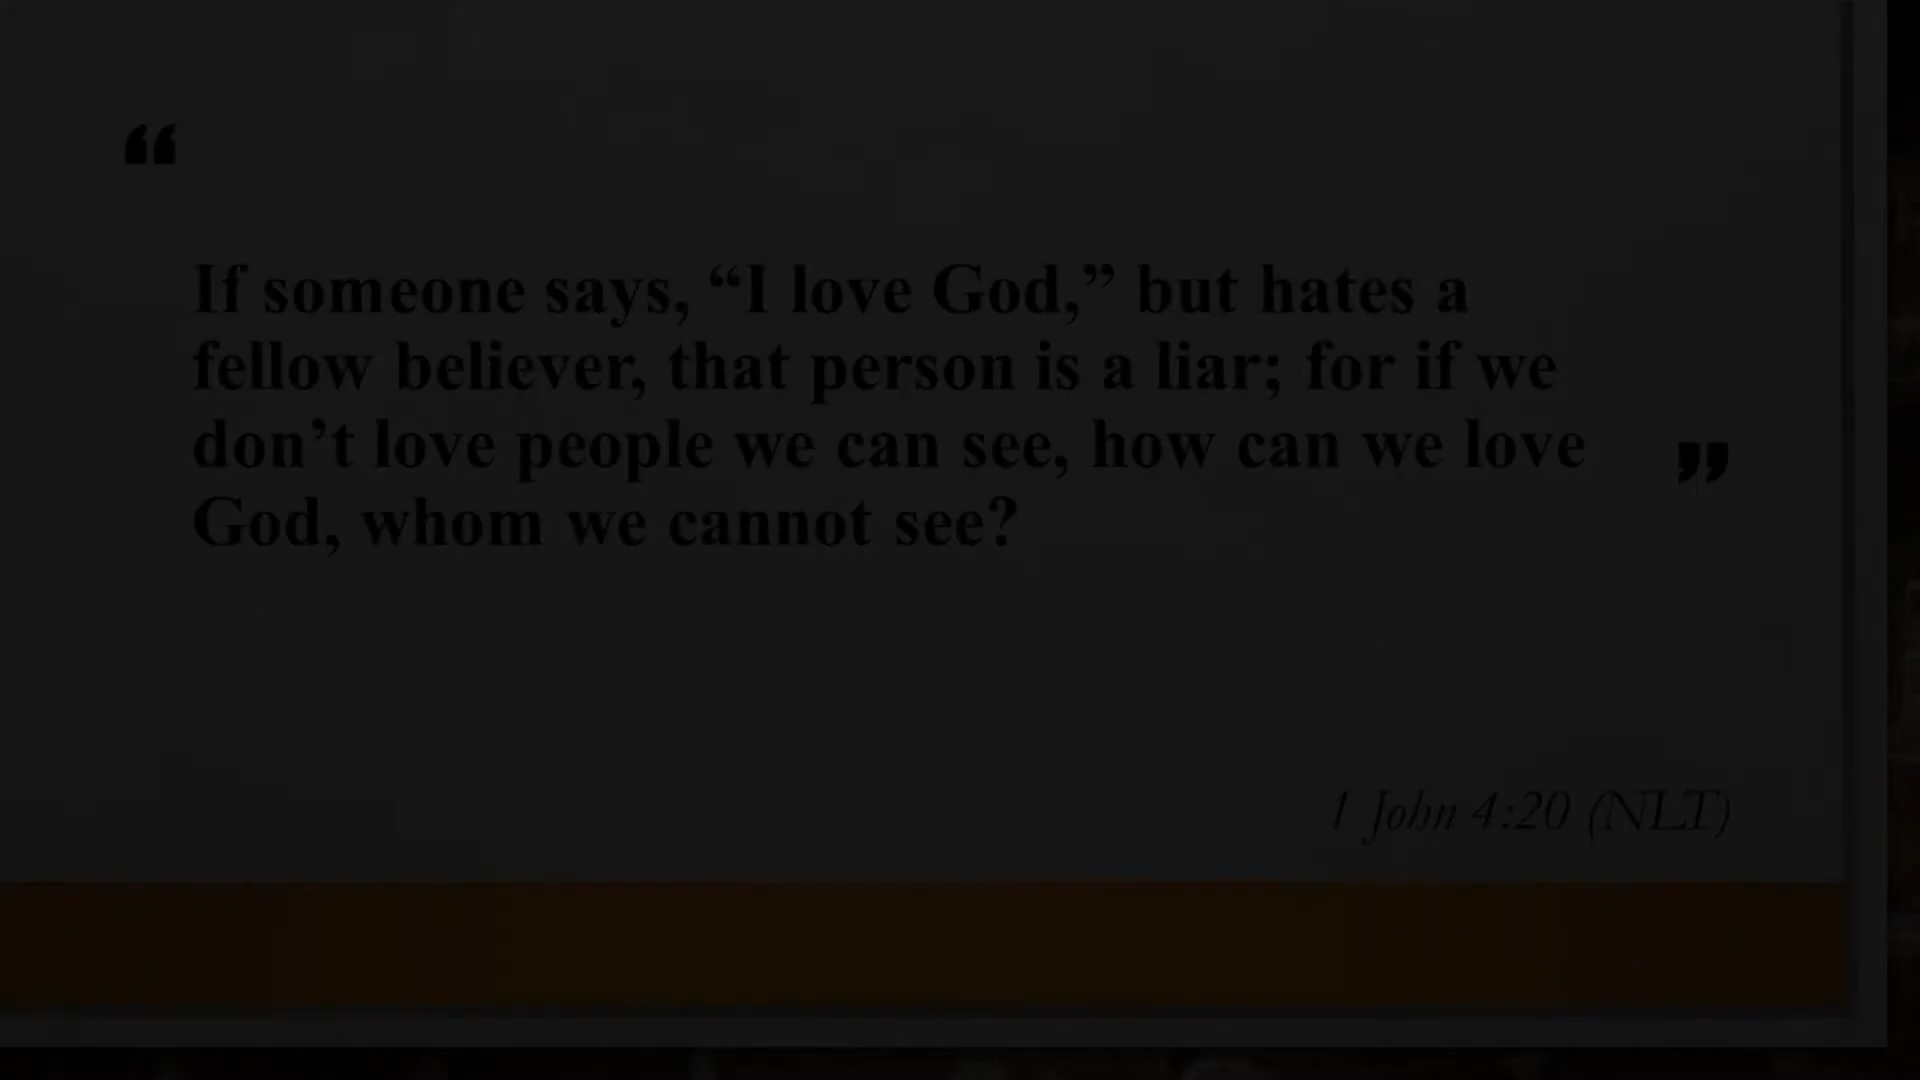 “
If someone says, “I love God,” but hates a
fellow believer, that person is a liar; for if we
don’t love people we can see, how can we love
God, whom we cannot see?
”
1 John 4:20 (NLT)